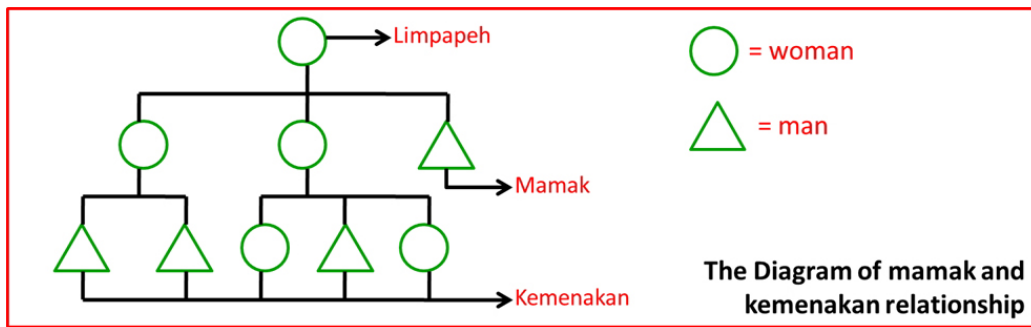 Limpapeh
= woman
= man
Mamak
Kemenakan
The Diagram of mamak and
kemenakan relationship